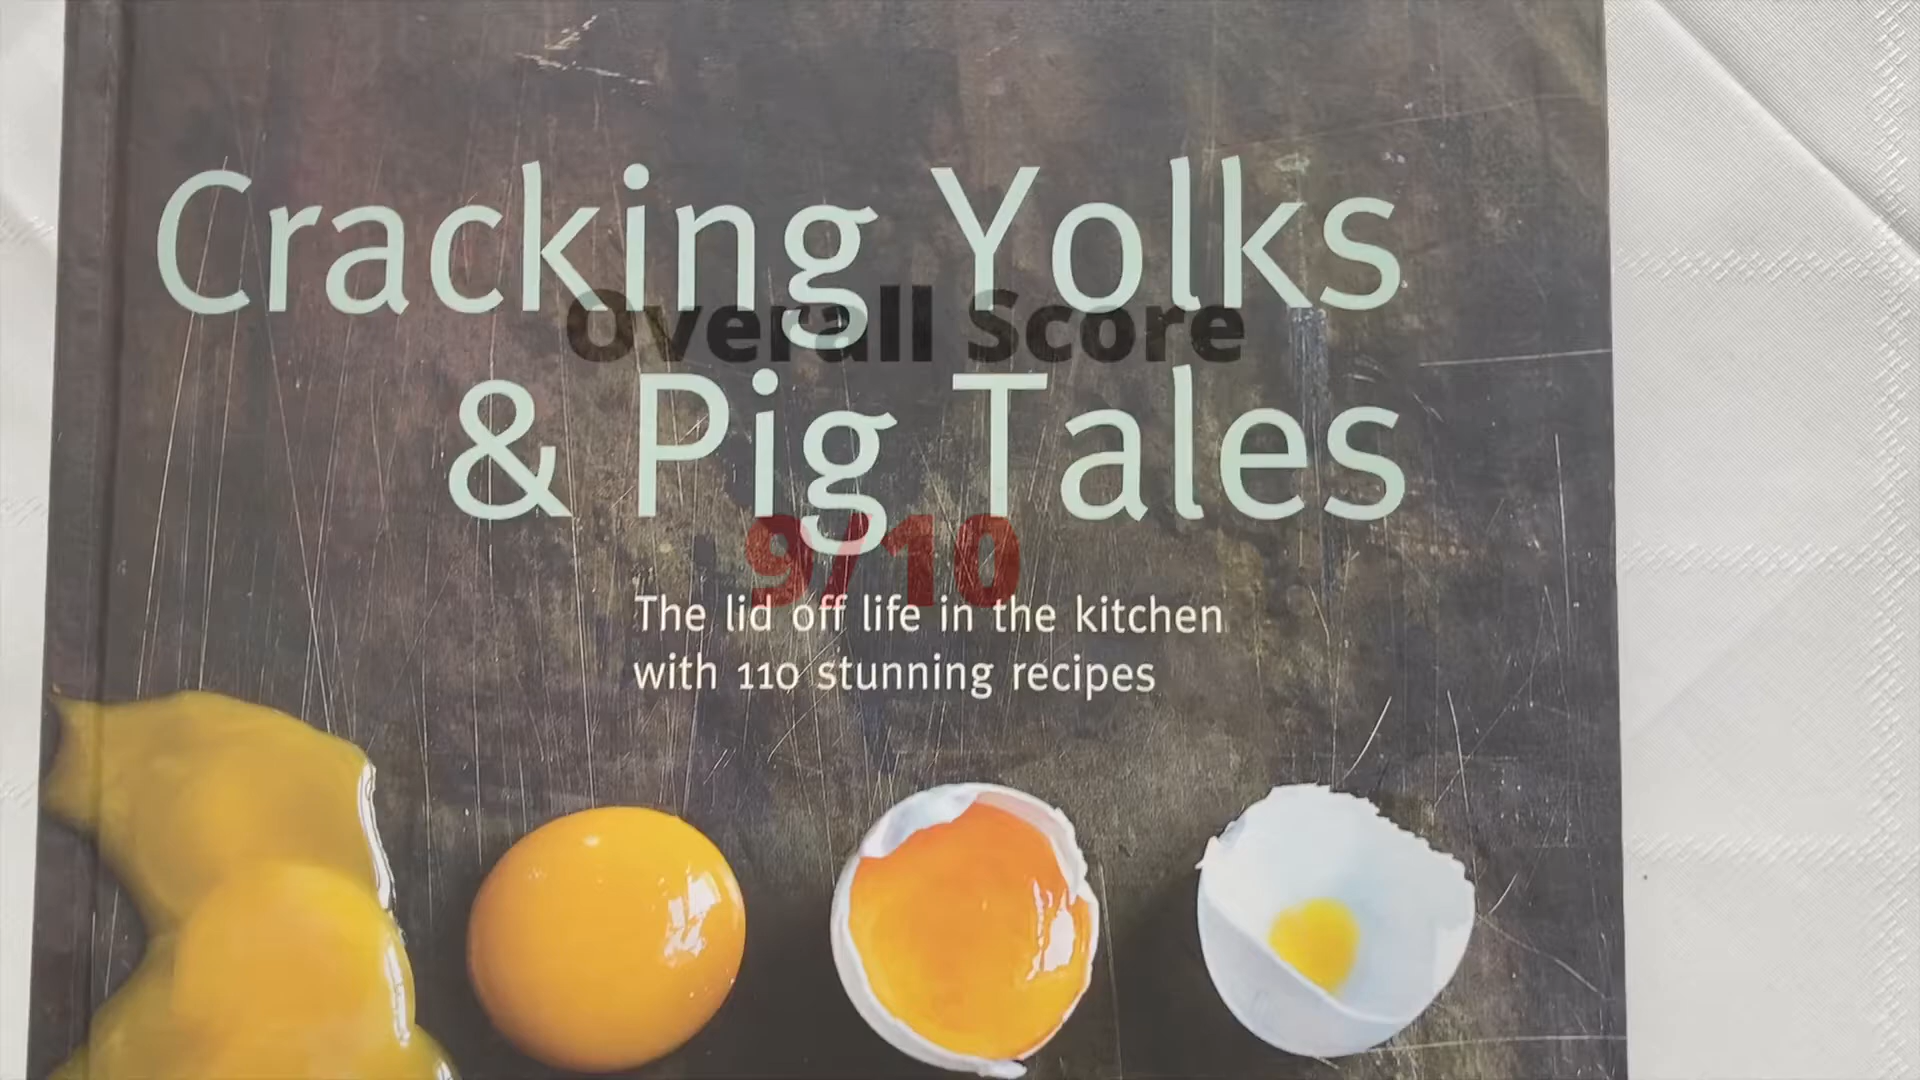 Cracking Yolks
Overall Score
& Pig Tales
9/10
The lid off life in the kitchen
with 110 stunning recipes